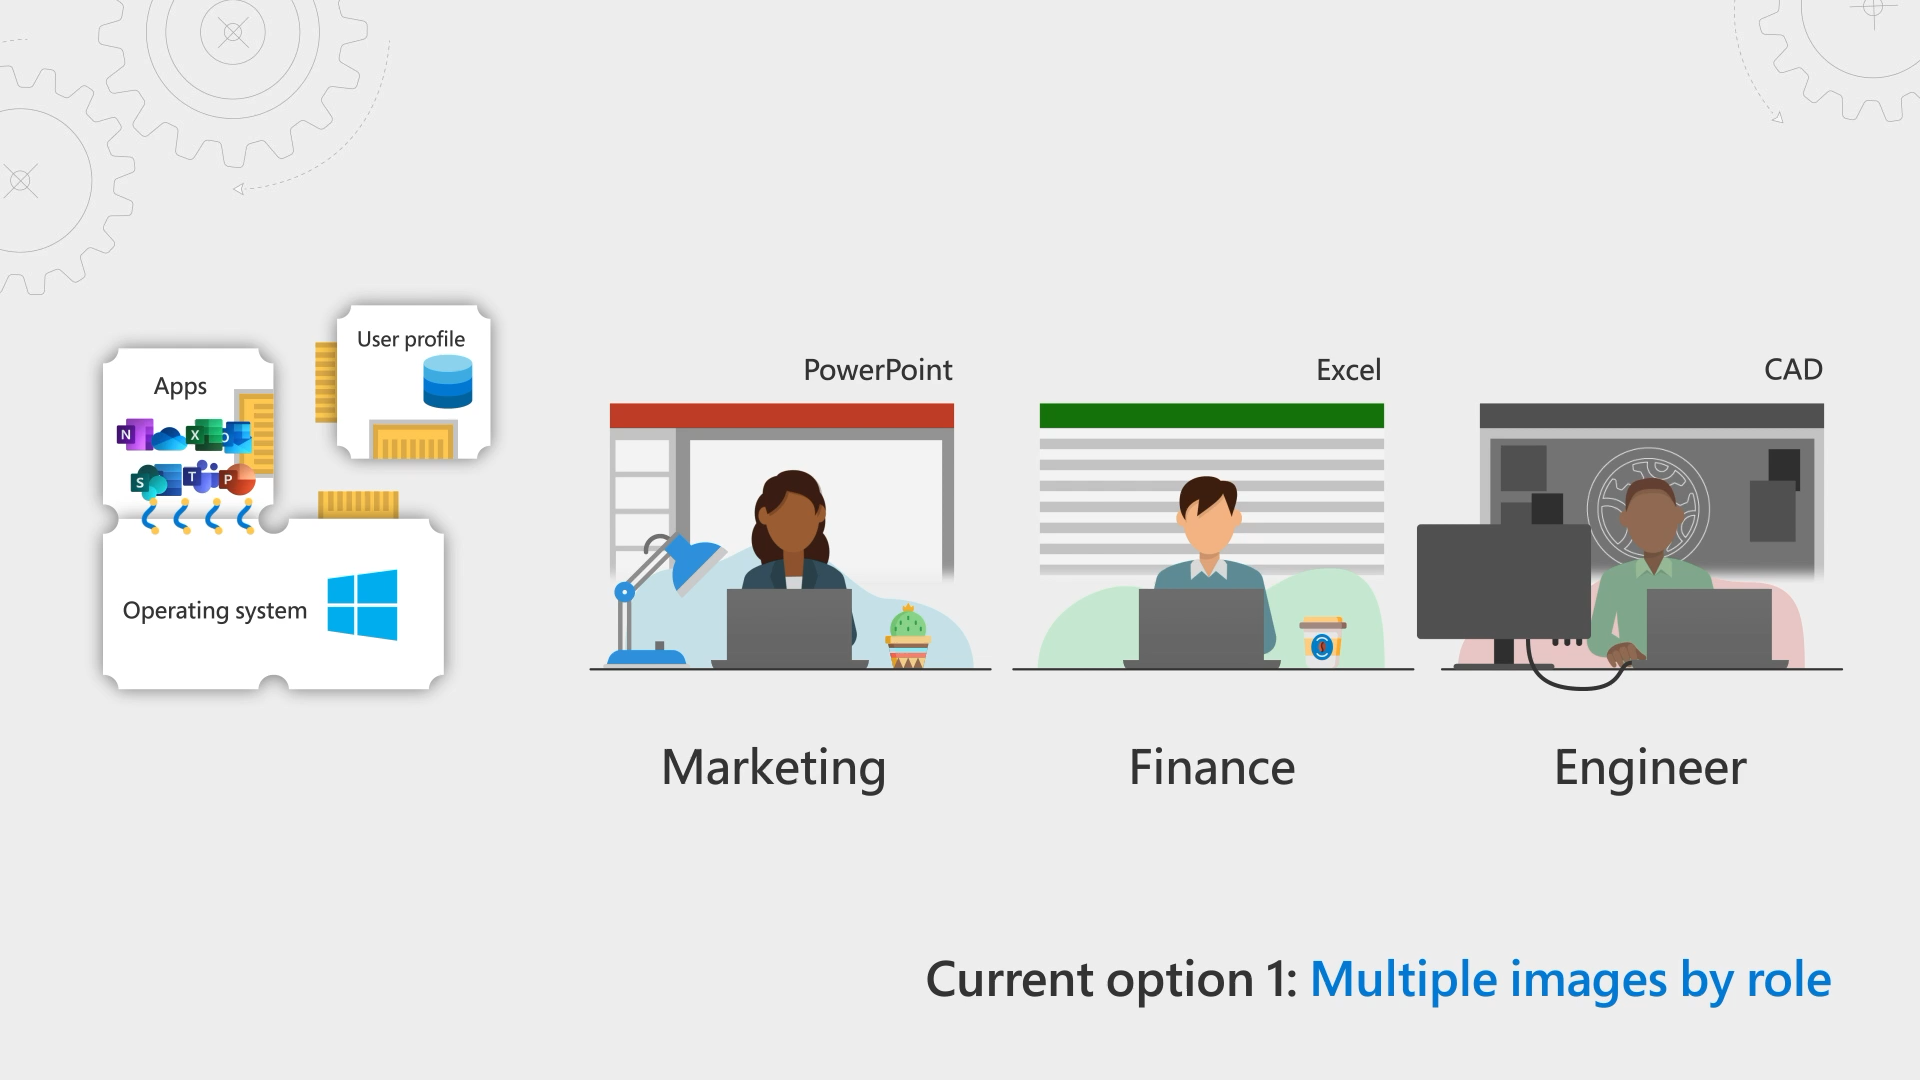 User profile
Apps
N
X
O
S
T
P
Operating system
PowerPoint
Excel
CAD
Marketing
Finance
Engineer
Current option 1: Multiple images by role